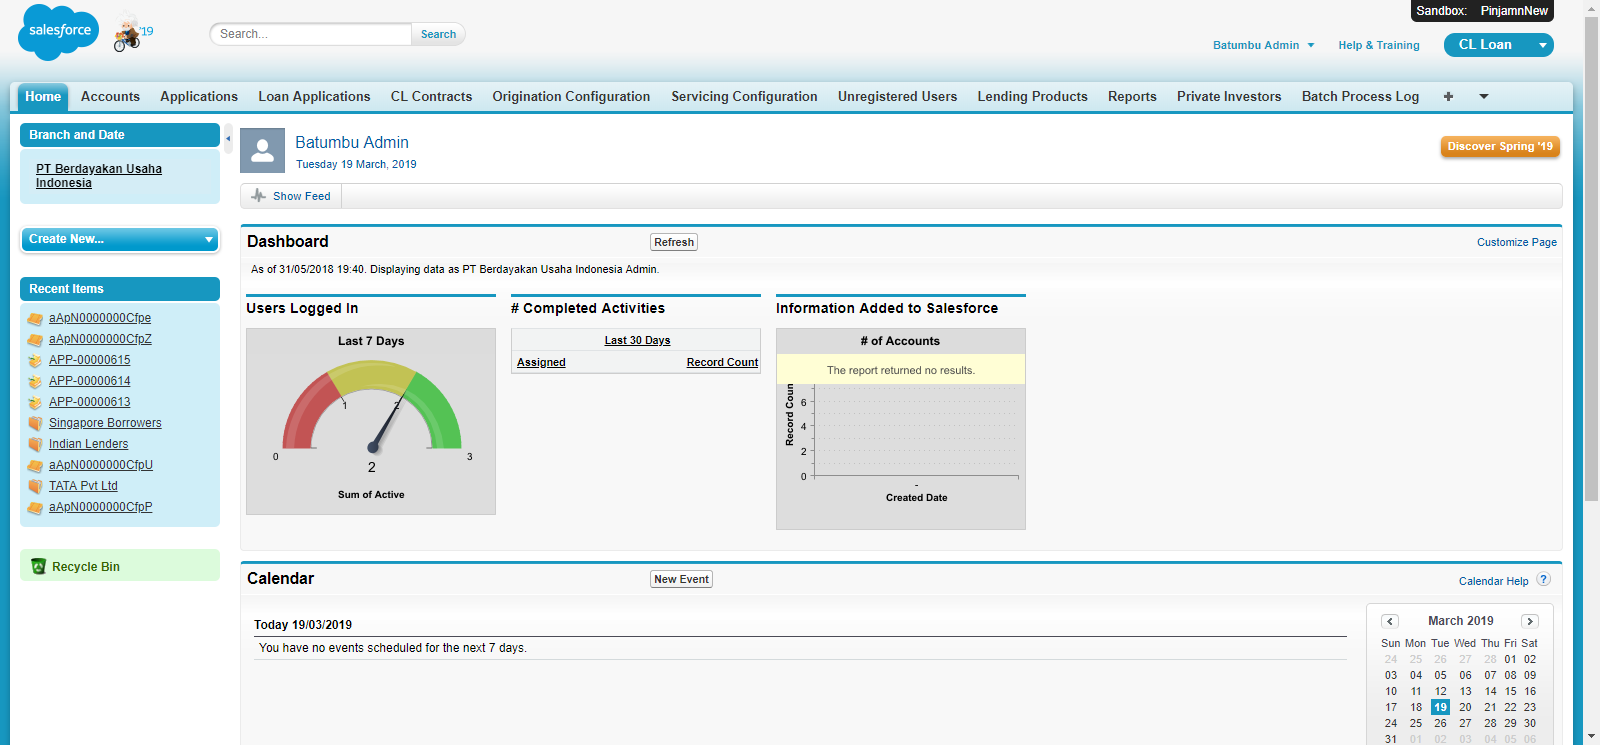 Sandbox: PinjamnNew
salesforce
'19
Search...
Search
Batumbu Admin
Help & Training
CL Loan
Home
Accounts
Applications
Loan Applications
CL Contracts
Origination Configuration
Servicing Configuration
Unregistered Users
Lending Products
Reports
Private Investors
Batch Process Log
+
Branch and Date
PT Berdayakan Usaha
Indonesia
Create New...
Recent Items
aApN0000000Cfpe
aApN0000000CfpZ
APP-00000615
APP-00000614
APP-00000613
Singapore Borrowers
Indian Lenders
aApN0000000CfpU
TATA Pvt Ltd
aApN0000000CfpP
Recycle Bin
Batumbu Admin
Tuesday 19 March, 2019
Discover Spring '19
Show Feed
Dashboard
Refresh
Customize Page
As of 31/05/2018 19:40. Displaying data as PT Berdayakan Usaha Indonesia Admin.
Users Logged In
Last 7 Days
0
1
2
3
2
Sum of Active
# Completed Activities
Last 30 Days
Assigned Record Count
Information Added to Salesforce
# of Accounts
The report returned no results.
Record Coun
6
4
2
0
-
Created Date
Calendar
New Event
Calendar Help ?
Today 19/03/2019
You have no events scheduled for the next 7 days.
March 2019
Sun Mon Tue Wed Thu Fri Sat
24 25 26 27 28 01 02
03 04 05 06 07 08 09
10 11 12 13 14 15 16
17 18 19 20 21 22 23
24 25 26 27 28 29 30
31 01 02 03 04 05 06